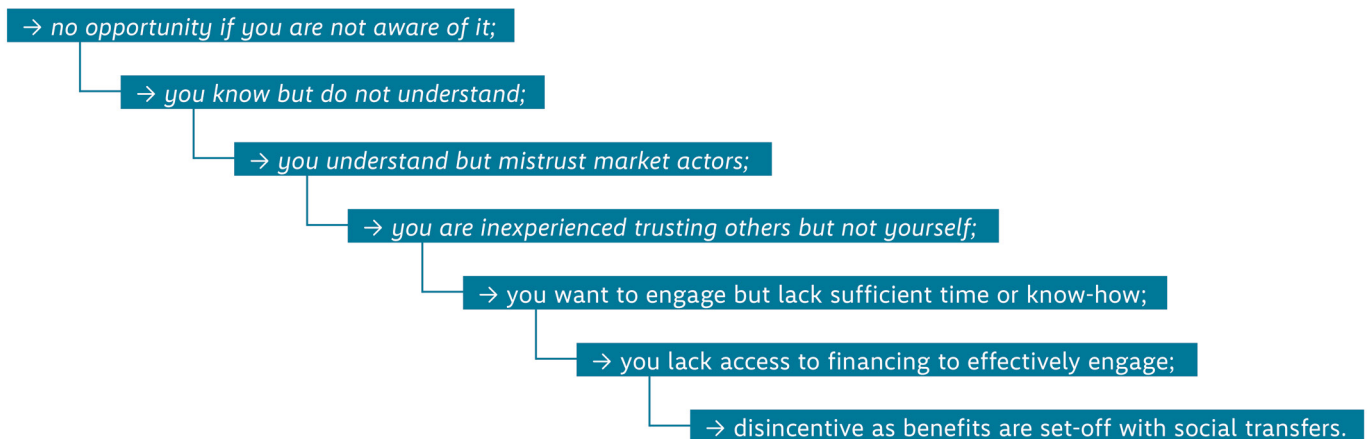 → no opportunity if you are not aware of it;
→ you know but do not understand;
→ you understand but mistrust market actors;
→ you are inexperienced trusting others but not yourself;
→ you want to engage but lack sufficient time or know-how;
→ you lack access to financing to effectively engage;
→ disincentive as benefits are set-off with social transfers.